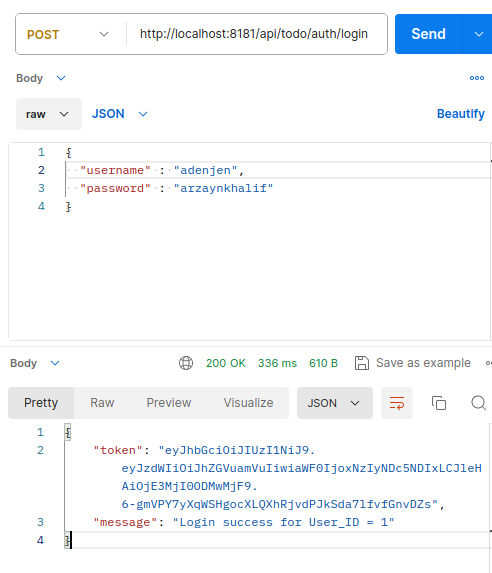 POST http://localhost:8181/api/todo/auth/login Send
Body
raw JSON Beautify
1 {
2 "username" : "adenjen",
3 "password" : "arzaynkhalif"
4 }
Body 200 OK 336 ms 610 B Save as example
Pretty Raw Preview Visualize JSON
1 {
2 "token": "eyJhbGciOiJIUzI1NiJ9.
eyJzdWIiOiJhZGVuamVuIiwiaWF0IjoxNzIyNDc5NDIxLCJleH
AiOjE3MjI0ODMwMjF9.
6-gmVPY7yXqWSHgocXLQXhRjvdPJkSda7lfvfGnvDZs",
3 "message": "Login success for User_ID = 1"
4 }